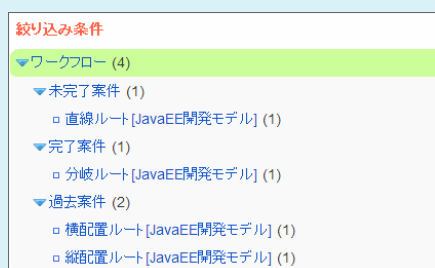 絞り込み条件
ワークフロー (4)
未完了案件 (1)
直線ルート[JavaEE開発モデル] (1)
完了案件 (1)
分岐ルート[JavaEE開発モデル] (1)
過去案件 (2)
横配置ルート[JavaEE開発モデル] (1)
縦配置ルート[JavaEE開発モデル] (1)